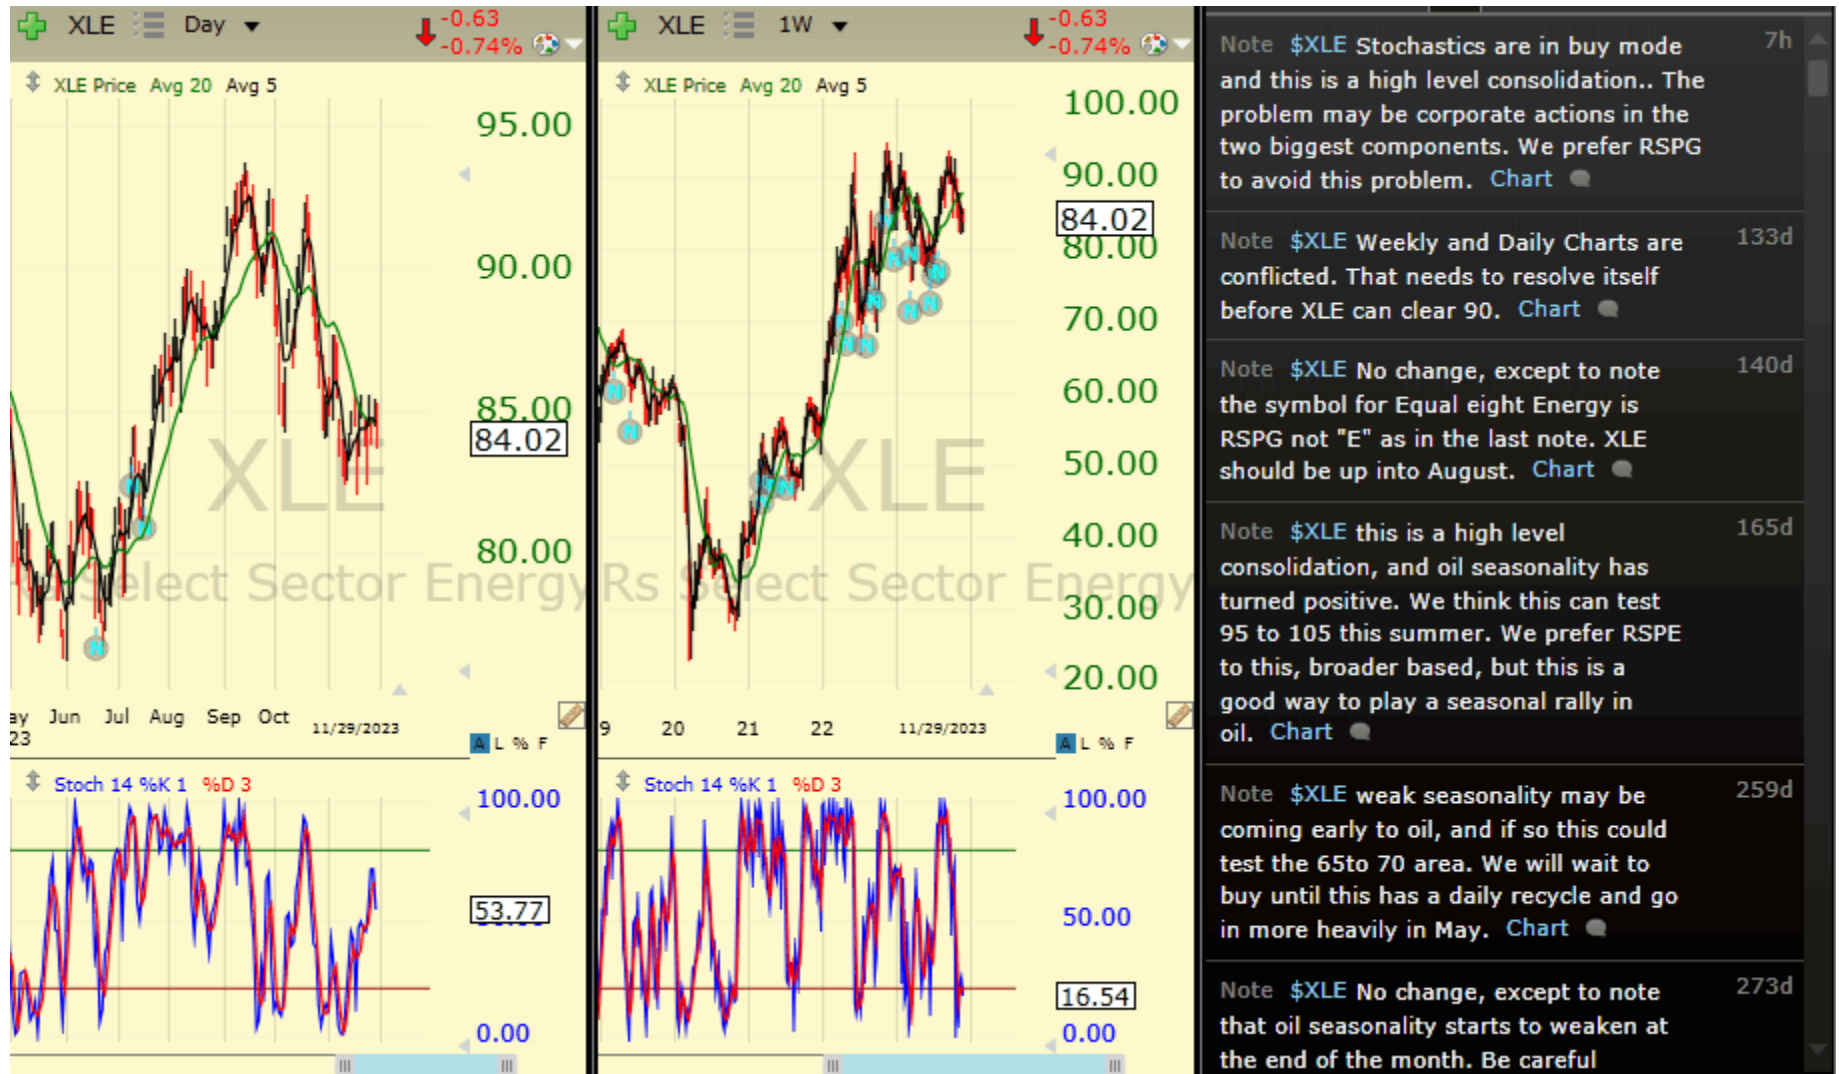 XLE Day
-0.63
-0.74%
XLE Price Avg 20 Avg 5
95.00
90.00
85.00
84.02
80.00
XLE
Select Sector Energy
ay Jun Jul Aug Sep Oct 11/29/2023
23
A L % F
Stoch 14 %K 1 %D 3
100.00
53.77
0.00
XLE 1W
-0.63
-0.74%
XLE Price Avg 20 Avg 5
100.00
90.00
84.02
80.00
70.00
60.00
50.00
40.00
30.00
20.00
XLE
Rs Select Sector Energy
9 20 21 22 11/29/2023
A L % F
Stoch 14 %K 1 %D 3
100.00
50.00
16.54
0.00
Note $XLE Stochastics are in buy mode 7h
and this is a high level consolidation.. The
problem may be corporate actions in the
two biggest components. We prefer RSPG
to avoid this problem. Chart
Note $XLE Weekly and Daily Charts are 133d
conflicted. That needs to resolve itself
before XLE can clear 90. Chart
Note $XLE No change, except to note 140d
the symbol for Equal eight Energy is
RSPG not "E" as in the last note. XLE
should be up into August. Chart
Note $XLE this is a high level 165d
consolidation, and oil seasonality has
turned positive. We think this can test
95 to 105 this summer. We prefer RSPE
to this, broader based, but this is a
good way to play a seasonal rally in
oil. Chart
Note $XLE weak seasonality may be 259d
coming early to oil, and if so this could
test the 65to 70 area. We will wait to
buy until this has a daily recycle and go
in more heavily in May. Chart
Note $XLE No change, except to note 273d
that oil seasonality starts to weaken at
the end of the month. Be careful